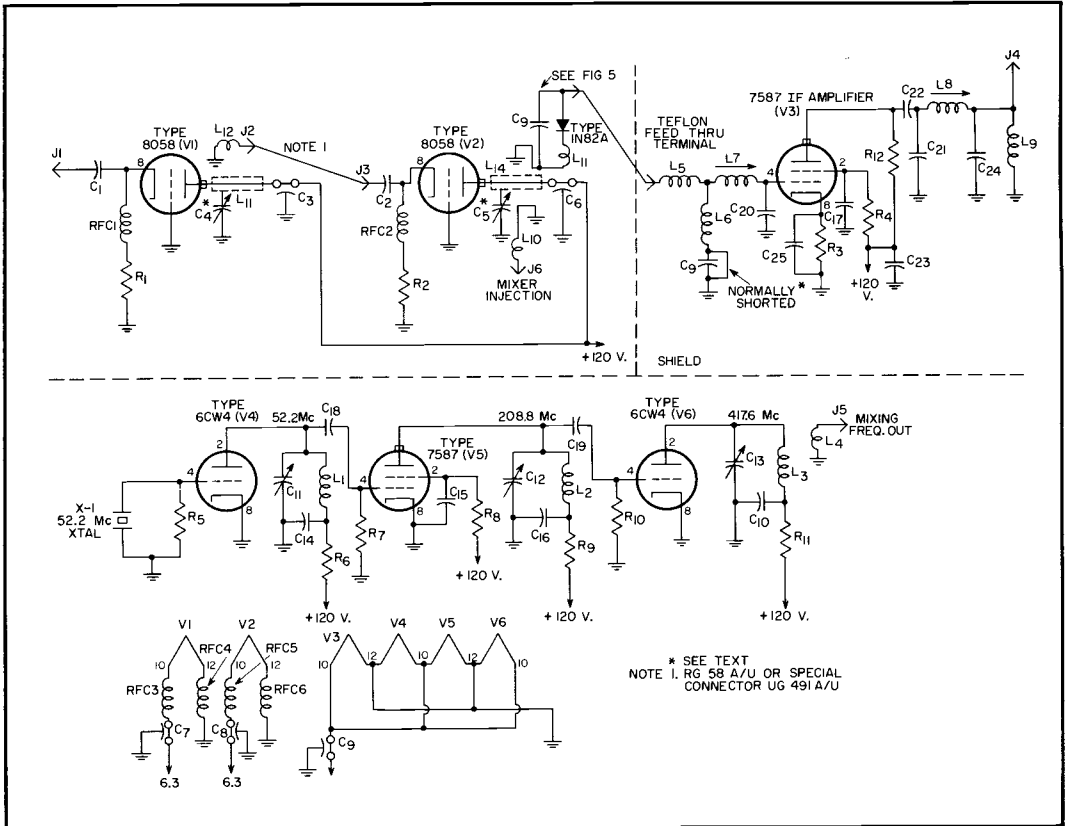 SEE FIG 5
J4
7587 IF AMPLIFIER
(V3)
C22
L8
TYPE
8058 (V1)
L12
J2
NOTE 1
TYPE
8058 (V2)
C9
TYPE
IN82A
L11
TEFLON
FEED THRU
TERMINAL
J1
C1
8
C4
*
L11
C3
J3
C2
8
L14
C5
*
C6
L5
L7
4
2
8
R12
C21
C24
L9
RFC1
R1
RFC2
R2
L10
J6
MIXER
INJECTION
L6
C9
NORMALLY *
SHORTED
C20
C25
R3
C17
R4
C23
+120
V.
+120 V.
SHIELD
TYPE
6CW4 (V4)
52.2Mc
C18
TYPE
7587 (V5)
208.8 Mc
C19
TYPE
6CW4 (V6)
417.6 Mc
J5
MIXING
FREQ. OUT
L4
X-1
52.2 Mc
XTAL
R5
4
2
8
C11
L1
C14
R6
+120 V.
4
R7
2
8
C15
R8
+120 V.
C12
L2
C16
R9
+120 V.
R10
4
2
8
C13
L3
C10
R11
+120 V.
V1
V2
RFC4
RFC5
10
12
10
12
RFC3
RFC6
C7
C8
6.3
6.3
V3
V4
V5
V6
10
12
10
12
10
C9
* SEE TEXT
NOTE 1. RG 58 A/U OR SPECIAL
CONNECTOR UG 491 A/U